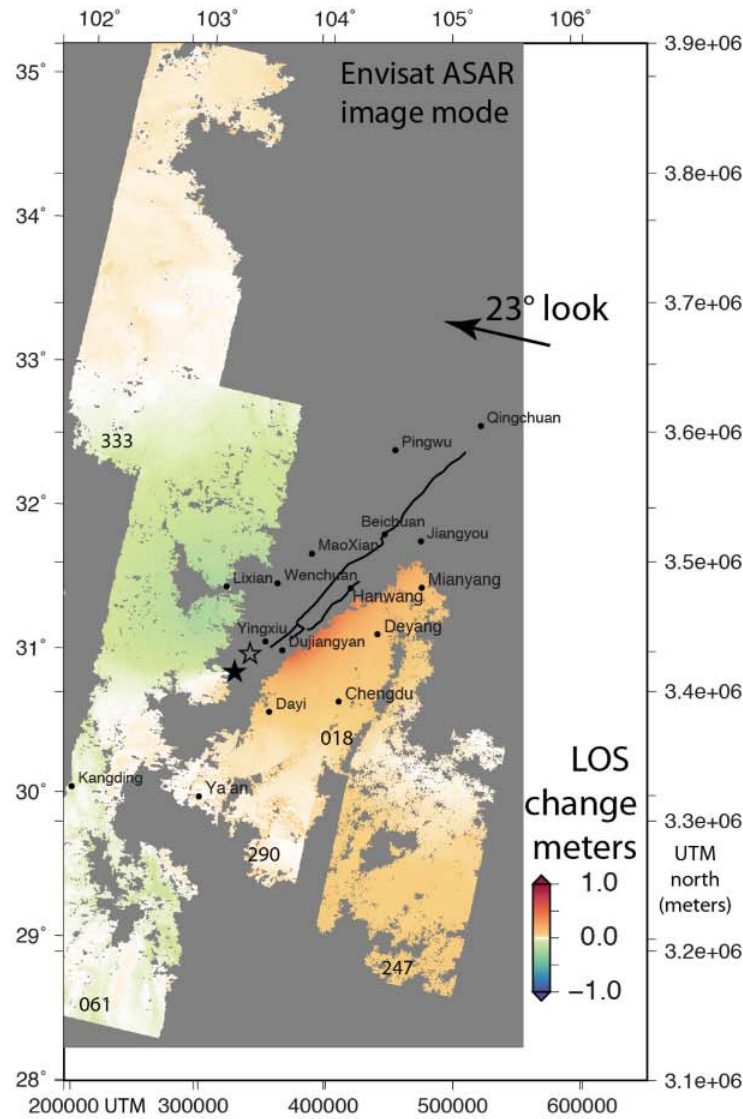 102° 103° 104° 105° 106°
35° 3.9e+06
Envisat ASAR
image mode
3.8e+06
34°
3.7e+06
23° look
33°
Qingchuan
333 3.6e+06
Pingwu
32°
Beichuan
Jiangyou
MaoXian
3.5e+06
Lixian Wenchuan
Mianyang
Hanwang
Yingxiu Deyang
31° Dujiangyan
3.4e+06
Dayi Chengdu
018
LOS
change
meters
30° Kangding Ya'an
3.3e+06
290
UTM
north
(meters)
1.0
0.0
−1.0
29°
247
3.2e+06
061
28° 3.1e+06
200000 UTM 300000 400000 500000 600000